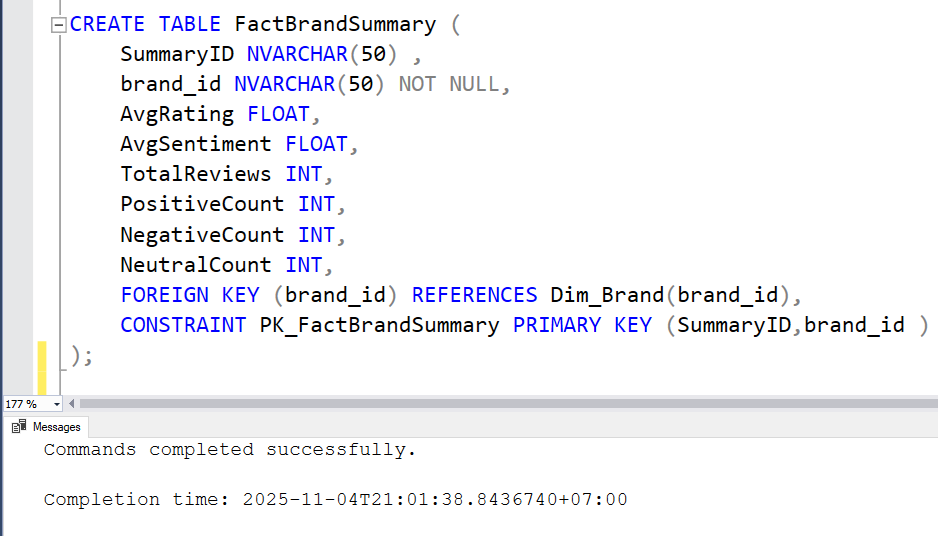 CREATE TABLE FactBrandSummary (
SummaryID NVARCHAR(50) ,
brand_id NVARCHAR(50) NOT NULL,
AvgRating FLOAT,
AvgSentiment FLOAT,
TotalReviews INT,
PositiveCount INT,
NegativeCount INT,
NeutralCount INT,
FOREIGN KEY (brand_id) REFERENCES Dim_Brand(brand_id),
CONSTRAINT PK_FactBrandSummary PRIMARY KEY (SummaryID,brand_id )
);
177 %
Messages
Commands completed successfully.
Completion time: 2025-11-04T21:01:38.8436740+07:00